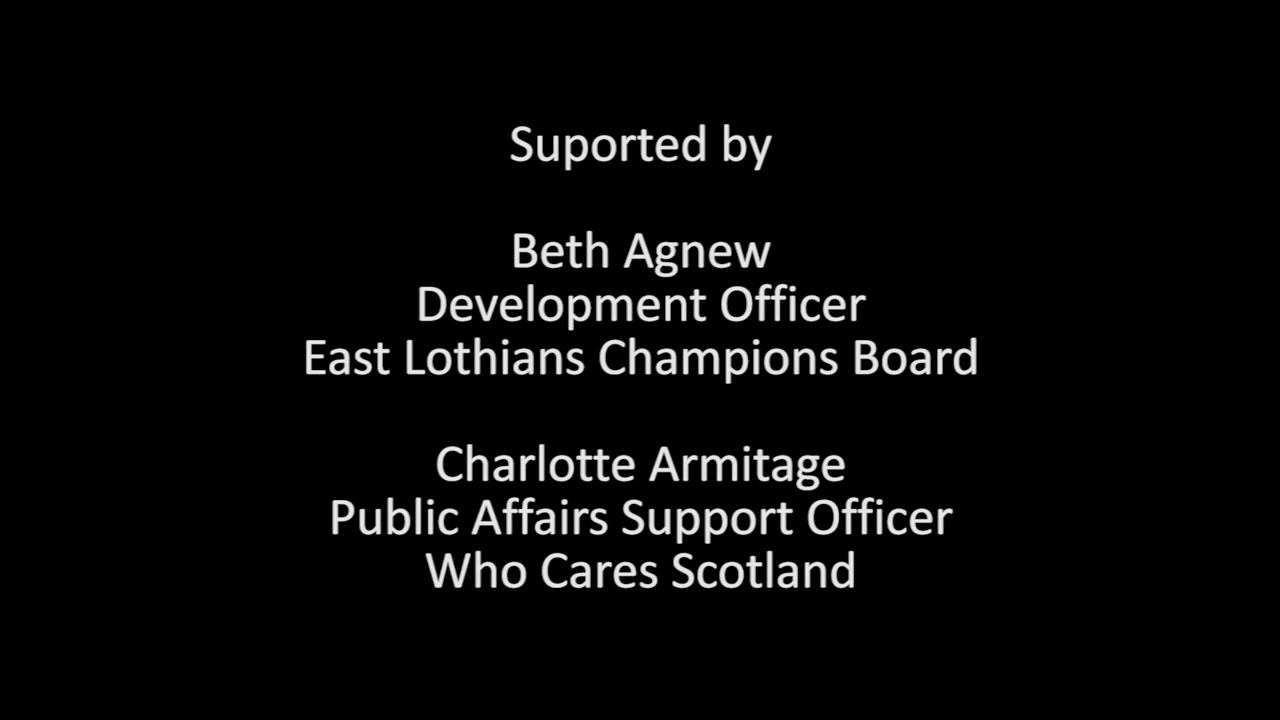 Suported by
Beth Agnew
Development Officer
East Lothians Champions Board
Charlotte Armitage
Public Affairs Support Officer
Who Cares Scotland